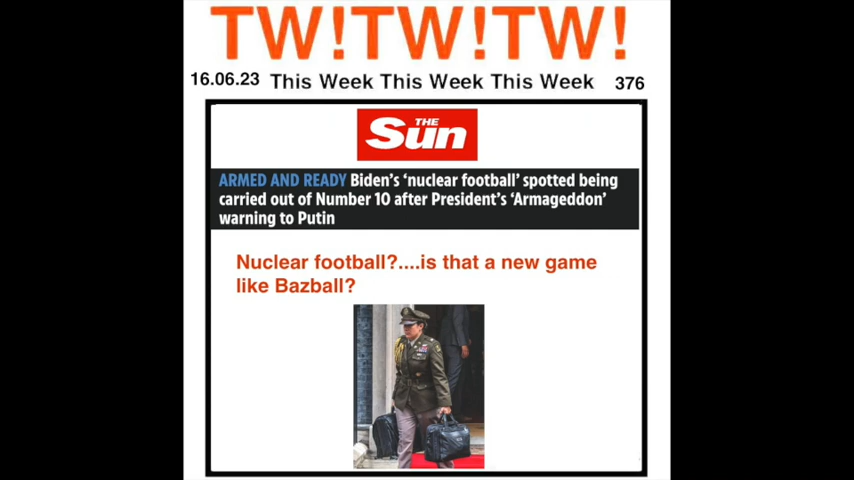 TW!TW!TW!
16.06.23 This Week This Week This Week 376
THE
Sun
ARMED AND READY Biden's 'nuclear football' spotted being
carried out of Number 10 after President's 'Armageddon'
warning to Putin
Nuclear football?....is that a new game
like Bazball?